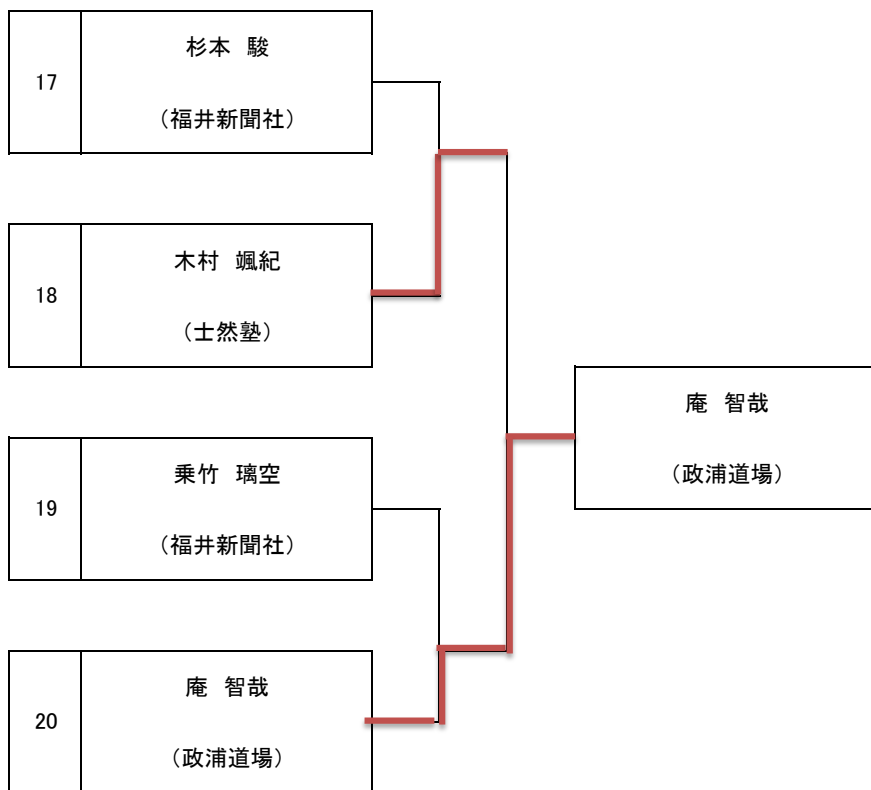 17
杉本 駿
（福井新聞社）
18
木村 颯紀
（士然塾）
庵 智哉
（政浦道場）
19
乗竹 璃空
（福井新聞社）
20
庵 智哉
（政浦道場）